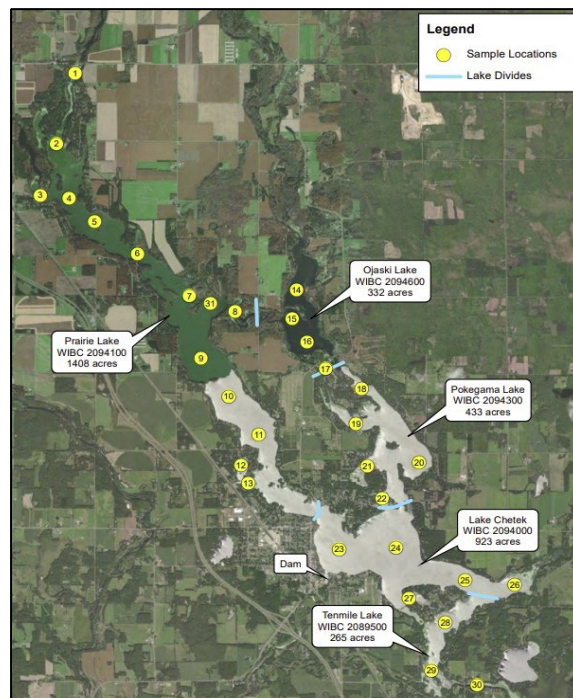 Legend
Sample Locations
Lake Divides
1
2
3
4
5
6
7
31
8
14
Ojaski Lake
WIBC 2094600
332 acres
15
16
Prairie Lake
WIBC 2094100
1408 acres
9
17
18
10
Pokegama Lake
WIBC 2094300
433 acres
19
11
12
13
21
20
22
Lake Chetek
WIBC 2094000
923 acres
23
24
Dam
25
26
27
Tenmile Lake
WIBC 2089500
265 acres
28
29
30